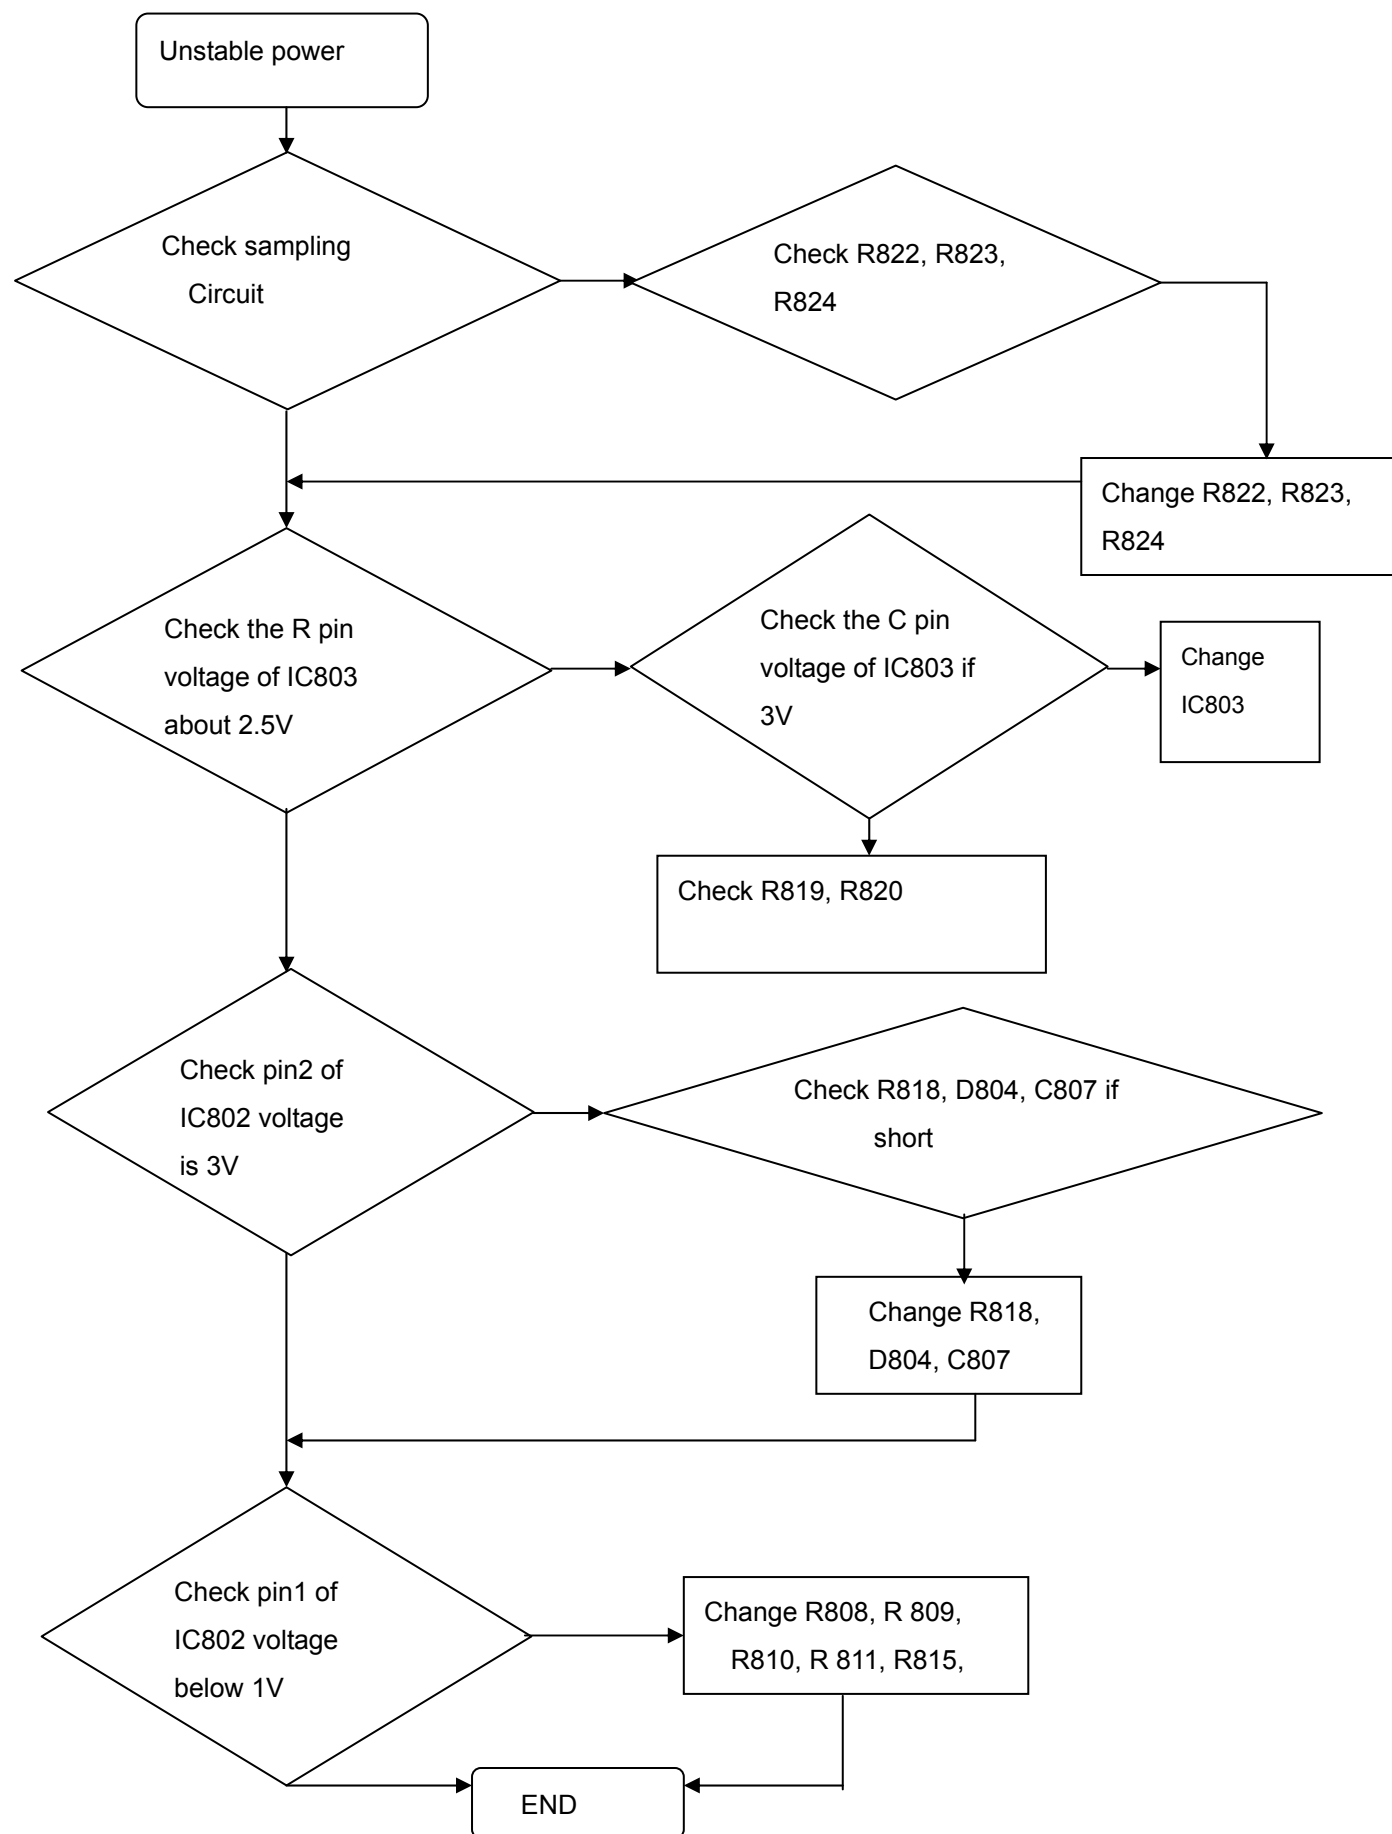 Unstable power
Check sampling
Circuit
Check R822, R823,
R824
Change R822, R823,
R824
Check the R pin
voltage of IC803
about 2.5V
Check the C pin
voltage of IC803 if
3V
Change
IC803
Check R819, R820
Check pin2 of
IC802 voltage
is 3V
Check R818, D804, C807 if
short
Change R818,
D804, C807
Check pin1 of
IC802 voltage
below 1V
Change R808, R 809,
R810, R 811, R815,
END